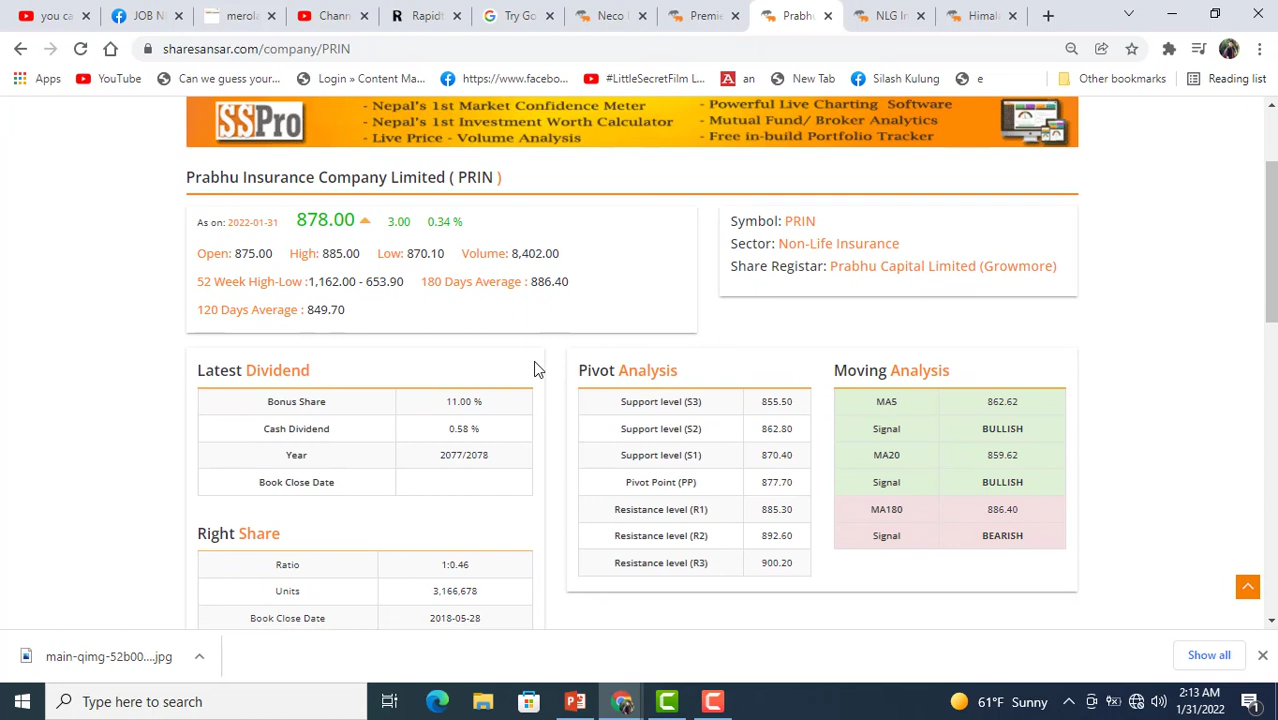 you ca
JOB N
merola
Chann
Rapidt
Try Go
Neco I
Premie
Prabhu
NLG In
Himal
sharesansar.com/company/PRIN
Apps
YouTube
Can we guess your...
Login » Content Ma...
https://www.facebo...
#LittleSecretFilm L...
an
New Tab
Silash Kulung
e
Other bookmarks
Reading list
SSPro
- Nepal's 1st Market Confidence Meter
- Nepal's 1st Investment Worth Calculator
- Live Price - Volume Analysis
- Powerful Live Charting Software
- Mutual Fund/ Broker Analytics
- Free in-build Portfolio Tracker
Prabhu Insurance Company Limited ( PRIN )
As on: 2022-01-31 878.00 3.00 0.34 %
Open: 875.00 High: 885.00 Low: 870.10 Volume: 8,402.00
52 Week High-Low :1,162.00 - 653.90 180 Days Average : 886.40
120 Days Average : 849.70
Symbol: PRIN
Sector: Non-Life Insurance
Share Registar: Prabhu Capital Limited (Growmore)
Latest Dividend
Bonus Share 11.00 %
Cash Dividend 0.58 %
Year 2077/2078
Book Close Date
Right Share
Ratio 1:0.46
Units 3,166,678
Book Close Date 2018-05-28
Pivot Analysis
Support level (S3) 855.50
Support level (S2) 862.80
Support level (S1) 870.40
Pivot Point (PP) 877.70
Resistance level (R1) 885.30
Resistance level (R2) 892.60
Resistance level (R3) 900.20
Moving Analysis
MA5 862.62
Signal BULLISH
MA20 859.62
Signal BULLISH
MA180 886.40
Signal BEARISH
main-qimg-52b00....jpg
Show all
Type here to search
61°F Sunny
2:13 AM
1/31/2022
1